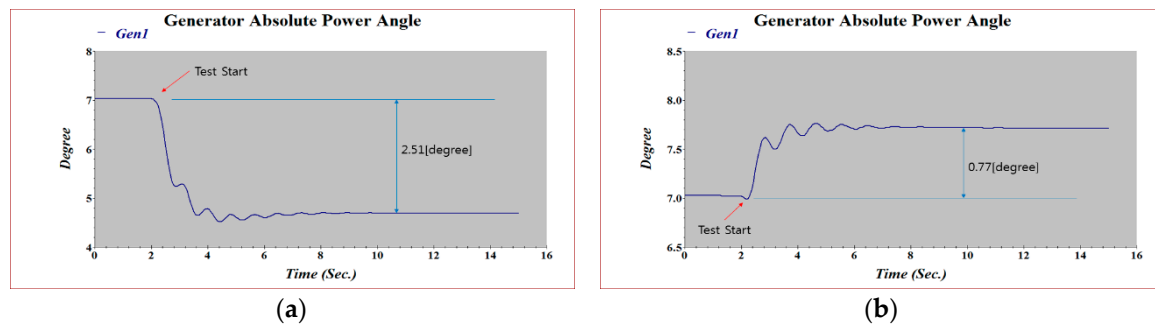 Generator Absolute Power Angle
Gen1
8
7
6
5
4
Degree
Test Start
2.51[degree]
0 2 4 6 8 10 12 14 16
Time (Sec.)
(a)
Generator Absolute Power Angle
Gen1
8.5
8.0
7.5
7.0
6.5
Degree
0.77[degree]
Test Start
0 2 4 6 8 10 12 14 16
Time (Sec.)
(b)